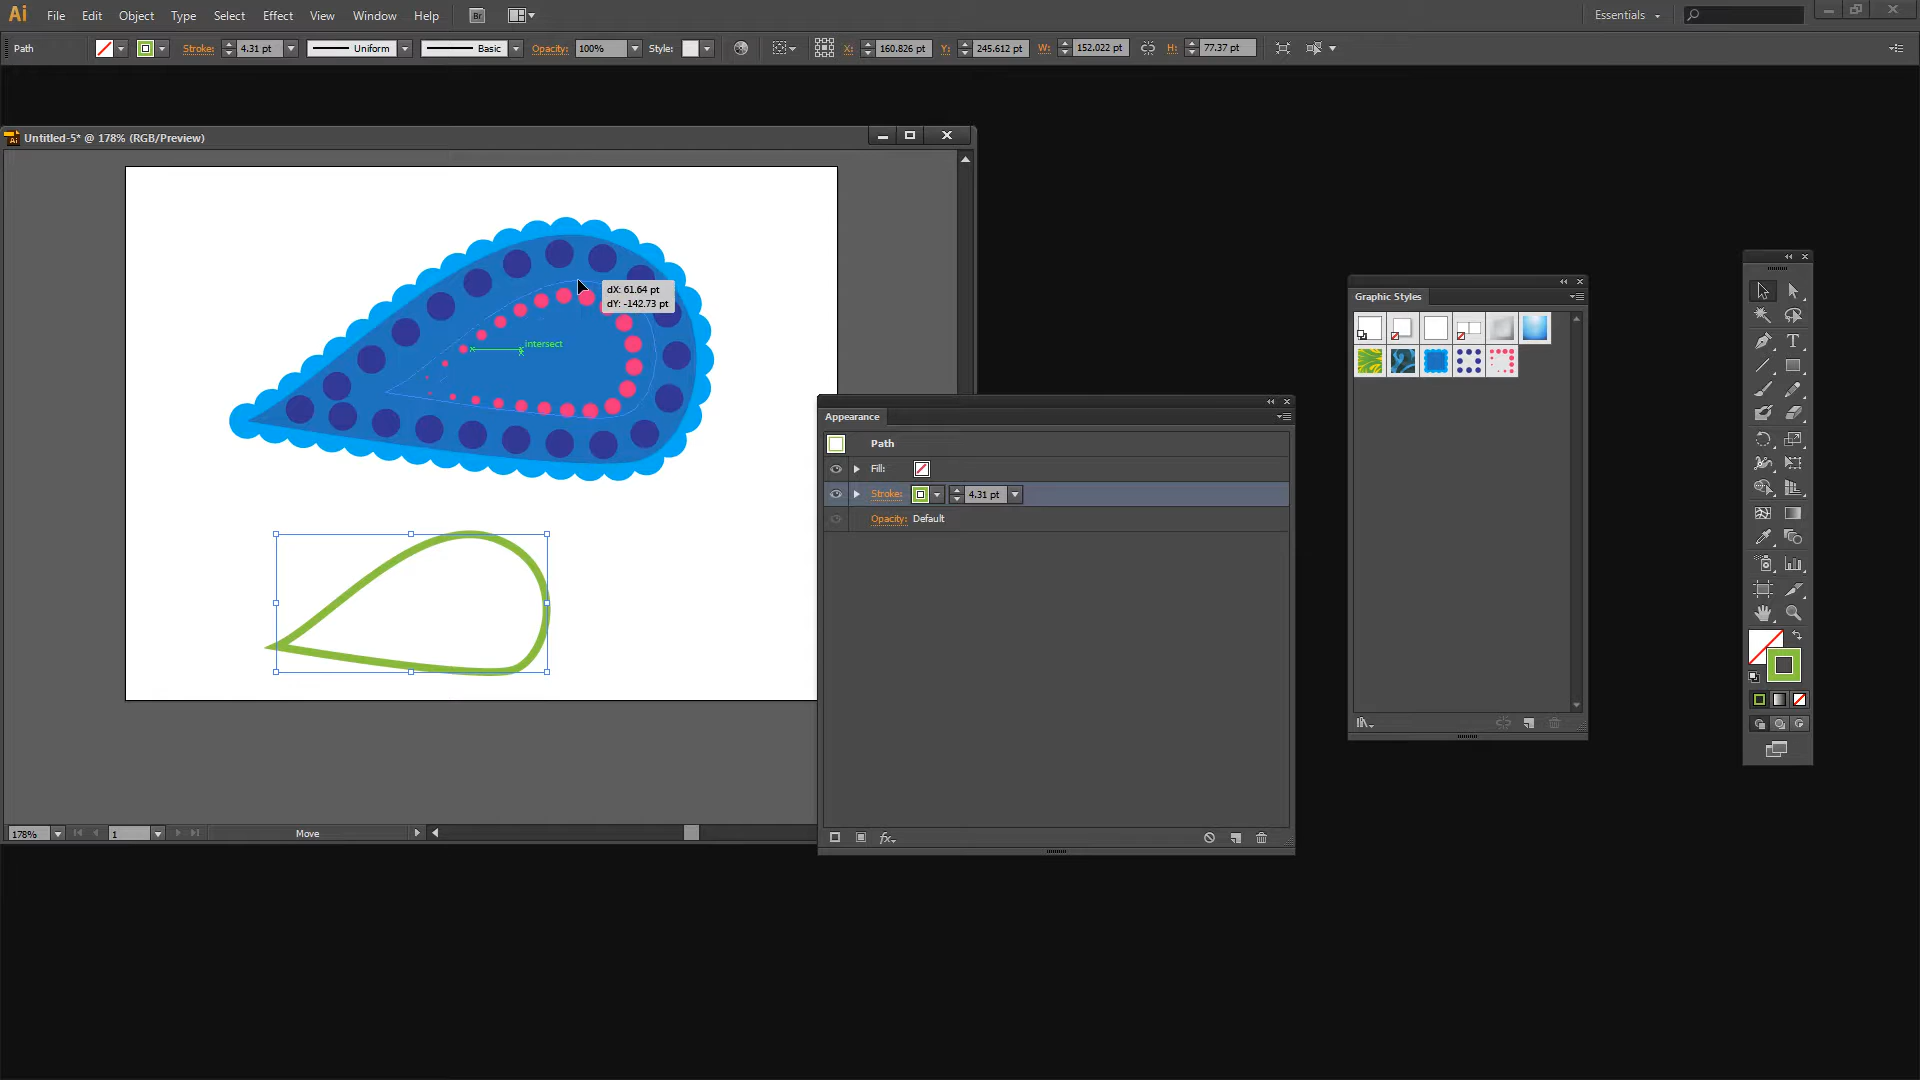 Ai File Edit Object Type Select Effect View Window Help Br Essentials
Path Stroke: 4.31 pt Uniform Basic Opacity: 100% Style: X: 160.826 pt Y: 245.612 pt W: 152.022 pt H: 77.37 pt
Untitled-5* @ 178% (RGB/Preview)
dX: 61.64 pt
dY: -142.73 pt
intersect
Graphic Styles
Appearance
Path
Fill:
Stroke: 4.31 pt
Opacity: Default
T
fx
178% 1 Move